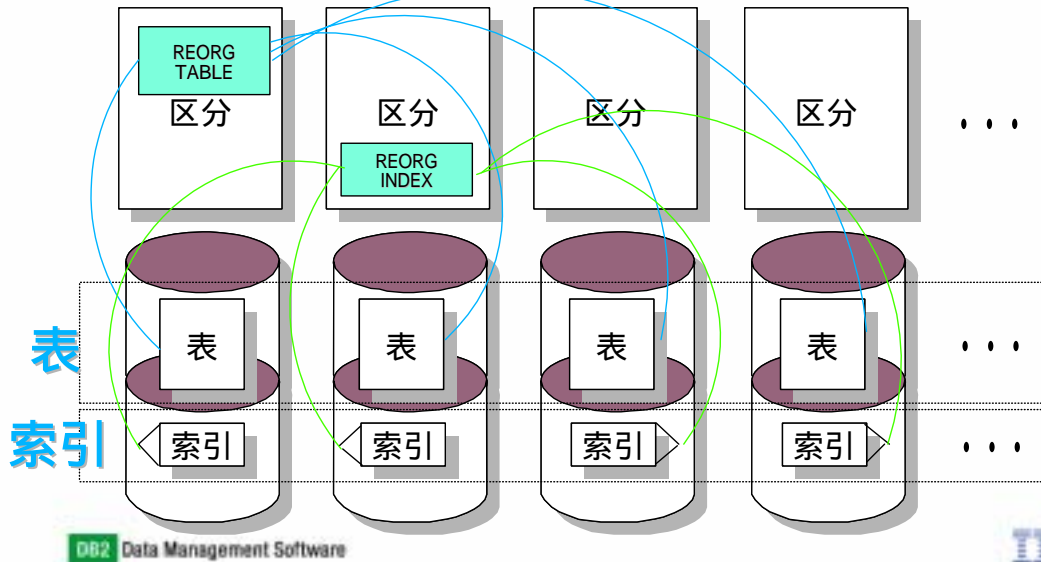 REORG
TABLE
区分
区分
区分
区分
• • •
REORG
INDEX
表
表
表
表
表
• • •
索引
索引
索引
索引
索引
• • •
DB2 Data Management Software